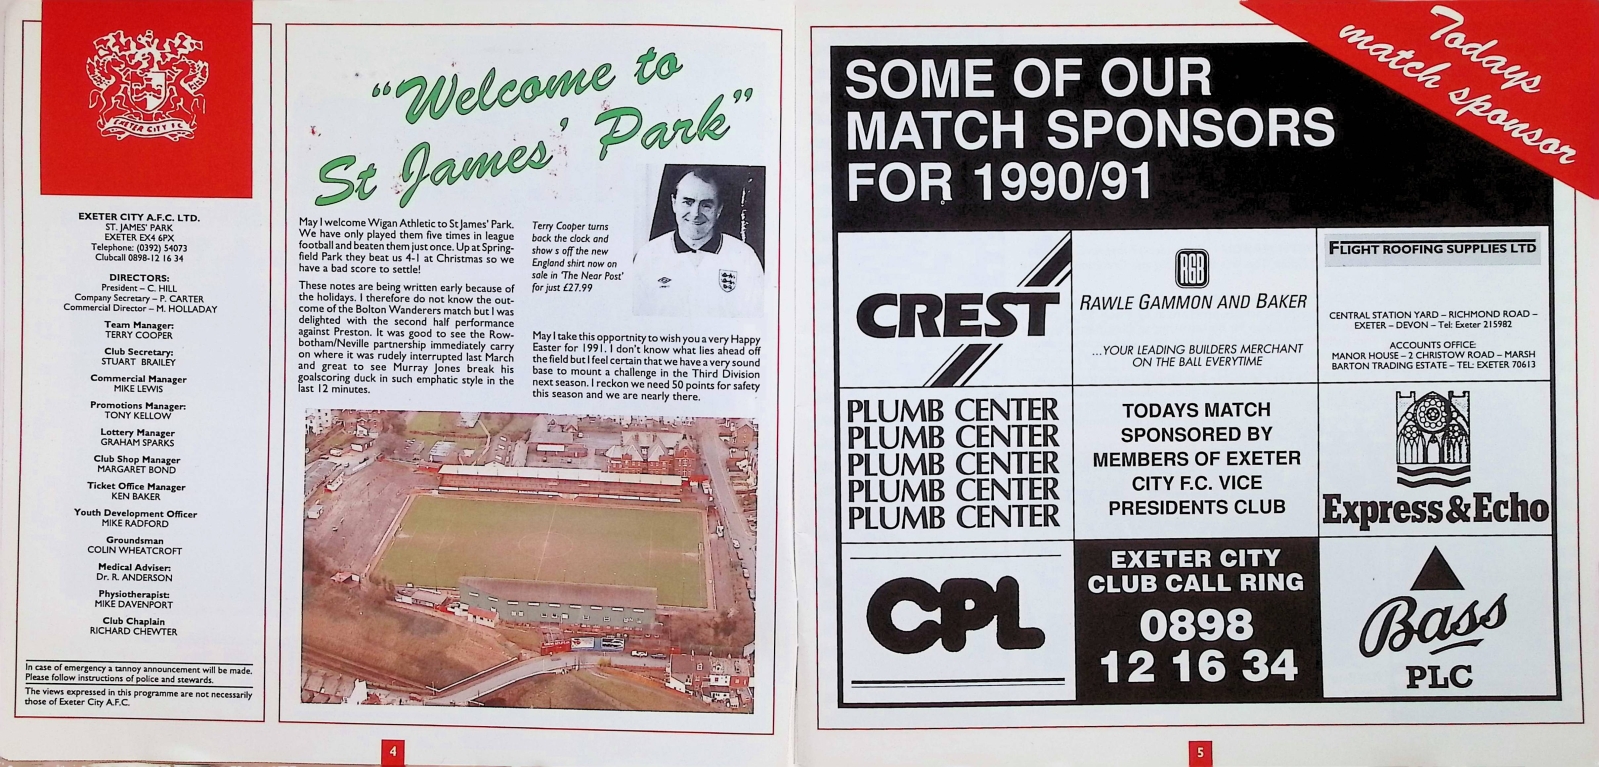 EXETER CITY F.C.
EXETER CITY A.F.C. LTD.
ST. JAMES' PARK
EXETER EX4 6PX
Telephone: (0392) 54073
Clubcall 0898-12 16 34
DIRECTORS:
President – C. HILL
Company Secretary – P. CARTER
Commercial Director – M. HOLLADAY
Team Manager:
TERRY COOPER
Club Secretary:
STUART BRAILEY
Commercial Manager
MIKE LEWIS
Promotions Manager:
TONY KELLOW
Lottery Manager
GRAHAM SPARKS
Club Shop Manager
MARGARET BOND
Ticket Office Manager
KEN BAKER
Youth Development Officer
MIKE RADFORD
Groundsman
COLIN WHEATCROFT
Medical Adviser:
Dr. R. ANDERSON
Physiotherapist:
MIKE DAVENPORT
Club Chaplain
RICHARD CHEWTER
In case of emergency a tannoy announcement will be made.
Please follow instructions of police and stewards.
The views expressed in this programme are not necessarily
those of Exeter City A.F.C.
"Welcome to
St James' Park"
May I welcome Wigan Athletic to St James' Park.
We have only played them five times in league
football and beaten them just once. Up at Spring-
field Park they beat us 4-1 at Christmas so we
have a bad score to settle!
These notes are being written early because of
the holidays. I therefore do not know the out-
come of the Bolton Wanderers match but I was
delighted with the second half performance
against Preston. It was good to see the Row-
botham/Neville partnership immediately carry
on where it was rudely interrupted last March
and great to see Murray Jones break his
goalscoring duck in such emphatic style in the
last 12 minutes.
Terry Cooper turns
back the clock and
show s off the new
England shirt now on
sale in 'The Near Post'
for just £27.99
May I take this opportnity to wish you a very Happy
Easter for 1991. I don't know what lies ahead off
the field but I feel certain that we have a very sound
base to mount a challenge in the Third Division
next season. I reckon we need 50 points for safety
this season and we are nearly there.
4
Todays
match sponsor
SOME OF OUR
MATCH SPONSORS
FOR 1990/91
CREST
RGB
RAWLE GAMMON AND BAKER
...YOUR LEADING BUILDERS MERCHANT
ON THE BALL EVERYTIME
FLIGHT ROOFING SUPPLIES LTD
CENTRAL STATION YARD – RICHMOND ROAD –
EXETER – DEVON – Tel: Exeter 215982
ACCOUNTS OFFICE:
MANOR HOUSE – 2 CHRISTOW ROAD – MARSH
BARTON TRADING ESTATE – TEL: EXETER 70613
PLUMB CENTER
PLUMB CENTER
PLUMB CENTER
PLUMB CENTER
PLUMB CENTER
TODAYS MATCH
SPONSORED BY
MEMBERS OF EXETER
CITY F.C. VICE
PRESIDENTS CLUB
Express & Echo
CPL
EXETER CITY
CLUB CALL RING
0898
12 16 34
Bass
PLC
5